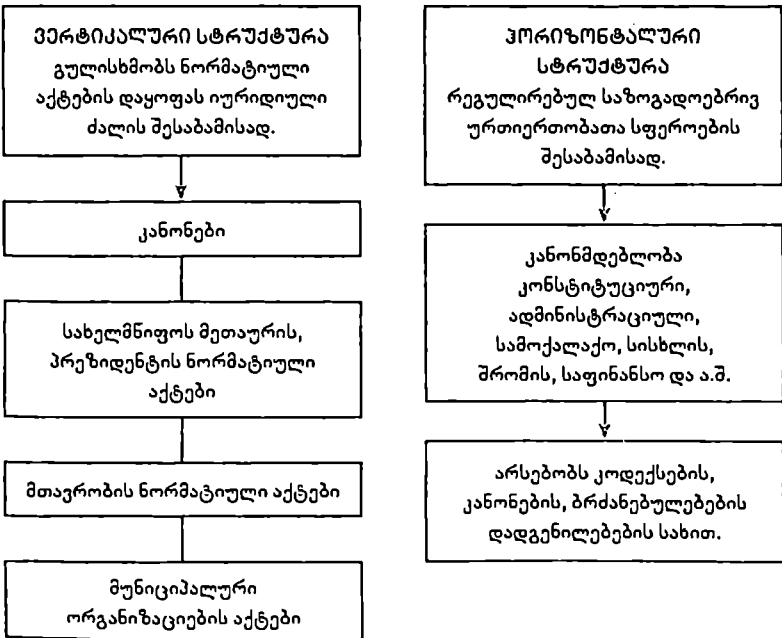 ვერტიკალური სტრუქტურა
გულისხმობს ნორმატიული
აქტების დაყოფას იურიდიული
ძალის შესაბამისად.
კანონები
სახელმწიფოს მეთაურის,
პრეზიდენტის ნორმატიული
აქტები
მთავრობის ნორმატიული აქტები
მუნიციპალური
ორგანიზაციების აქტები
ჰორიზონტალური
სტრუქტურა
რეგულირებულ საზოგადოებრივ
ურთიერთობათა სფეროების
შესაბამისად.
კანონმდებლობა
კონსტიტუციური,
ადმინისტრაციული,
სამოქალაქო, სისხლის,
შრომის, საფინანსო და ა.შ.
არსებობს კოდექსების,
კანონების, ბრძანებულებების
დადგენილებების სახით.